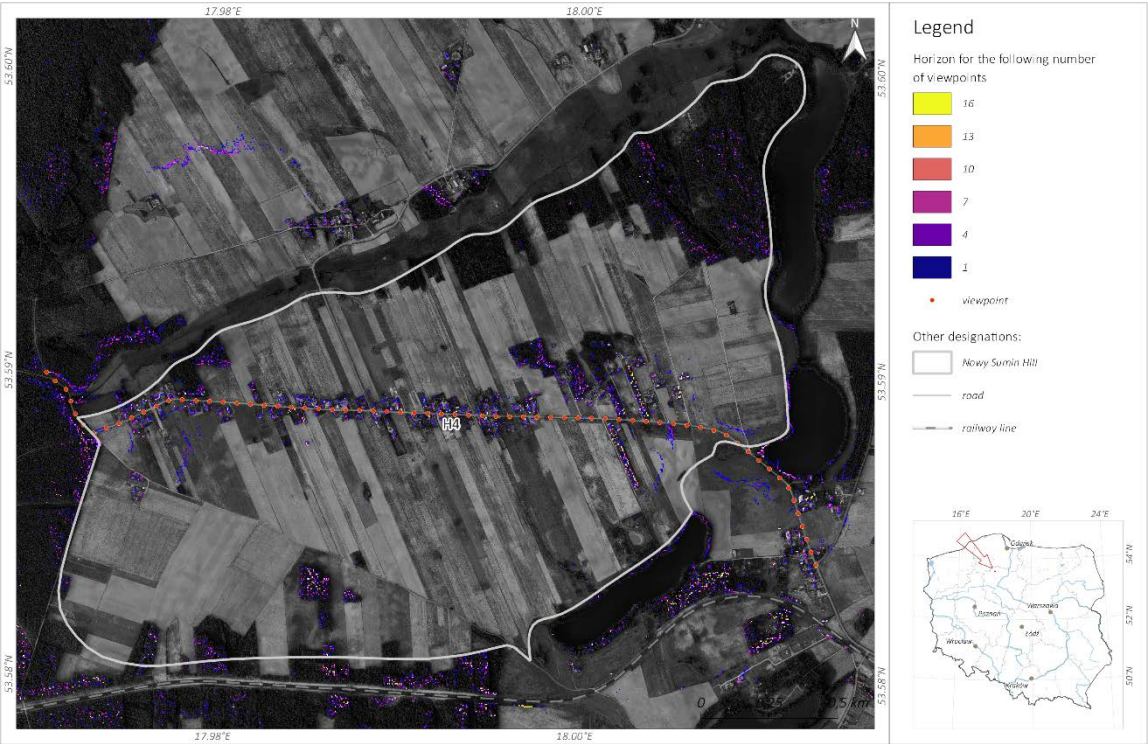 17.98°E
18.00°E
53.60°N
N
53.60°N
53.59°N
53.59°N
H4
53.58°N
53.58°N
0
0,5 km
17.98°E
18.00°E
Legend
Horizon for the following number
of viewpoints
16
13
10
7
4
1
viewpoint
Other designations:
Nowy Sumin Hill
road
railway line
16°E
20°E
24°E
Gdańsk
54°N
Poznań
Warszawa
52°N
Łódź
Wrocław
50°N
Kraków